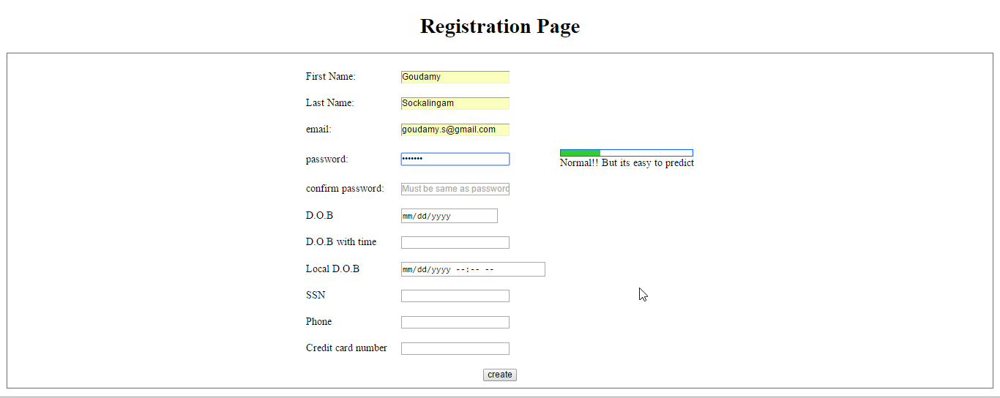 Registration Page
First Name: Goudamy
Last Name: Sockalingam
email: goudamy.s@gmail.com
password: ••••••• Normal!! But its easy to predict
confirm password: Must be same as password
D.O.B mm/dd/yyyy
D.O.B with time
Local D.O.B mm/dd/yyyy --:-- --
SSN
Phone
Credit card number
create